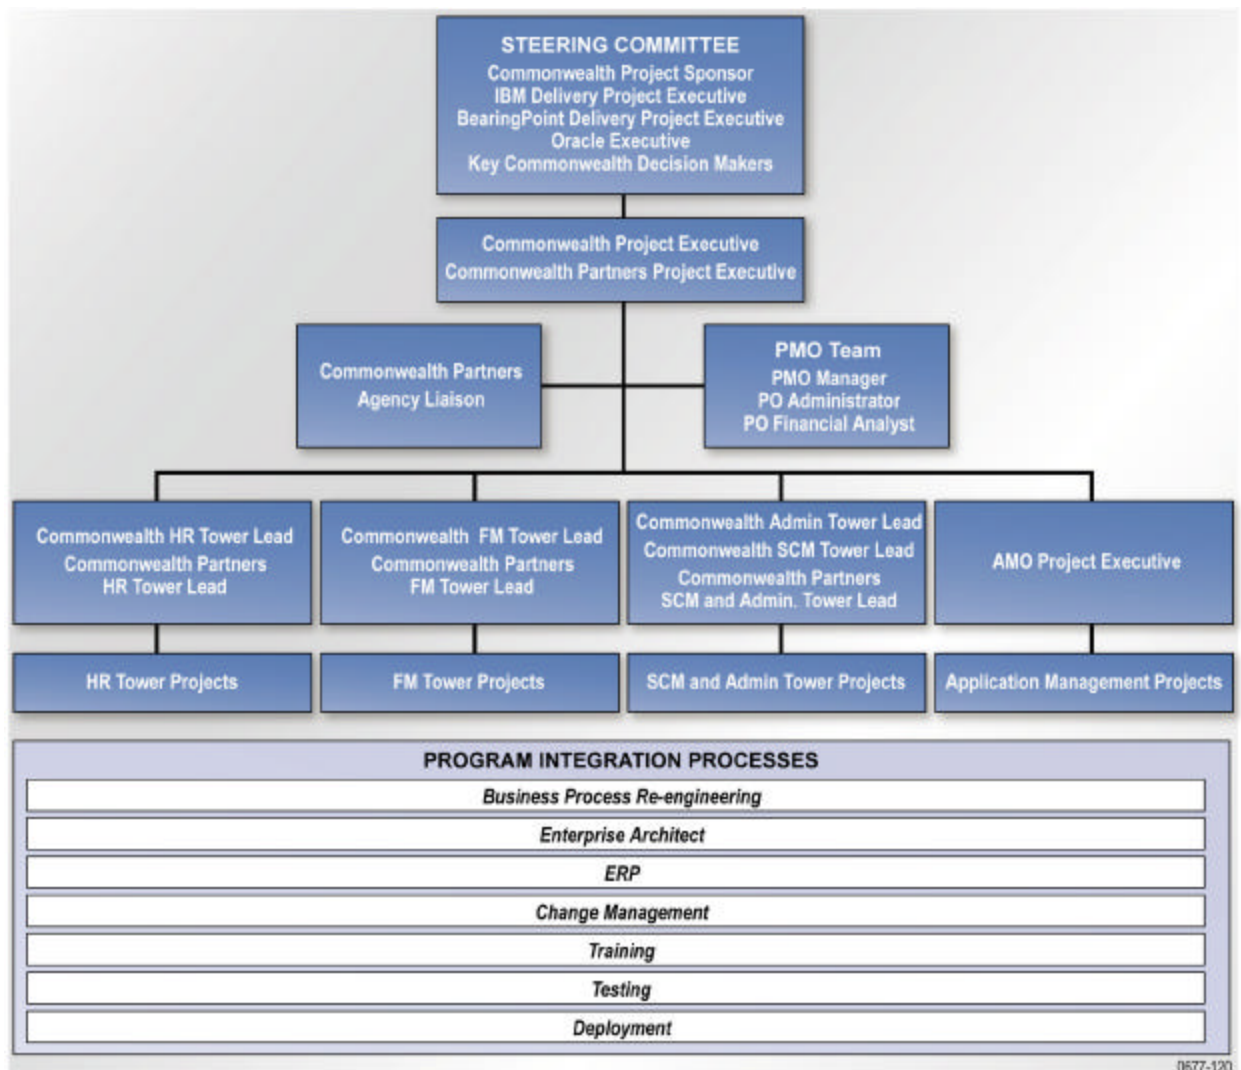 STEERING COMMITTEE
Commonwealth Project Sponsor
IBM Delivery Project Executive
BearingPoint Delivery Project Executive
Oracle Executive
Key Commonwealth Decision Makers
Commonwealth Project Executive
Commonwealth Partners Project Executive
Commonwealth Partners
Agency Liaison
PMO Team
PMO Manager
PO Administrator
PO Financial Analyst
Commonwealth HR Tower Lead
Commonwealth Partners
HR Tower Lead
Commonwealth FM Tower Lead
Commonwealth Partners
FM Tower Lead
Commonwealth Admin Tower Lead
Commonwealth SCM Tower Lead
Commonwealth Partners
SCM and Admin. Tower Lead
AMO Project Executive
HR Tower Projects
FM Tower Projects
SCM and Admin Tower Projects
Application Management Projects
PROGRAM INTEGRATION PROCESSES
Business Process Re-engineering
Enterprise Architect
ERP
Change Management
Training
Testing
Deployment
0677-120